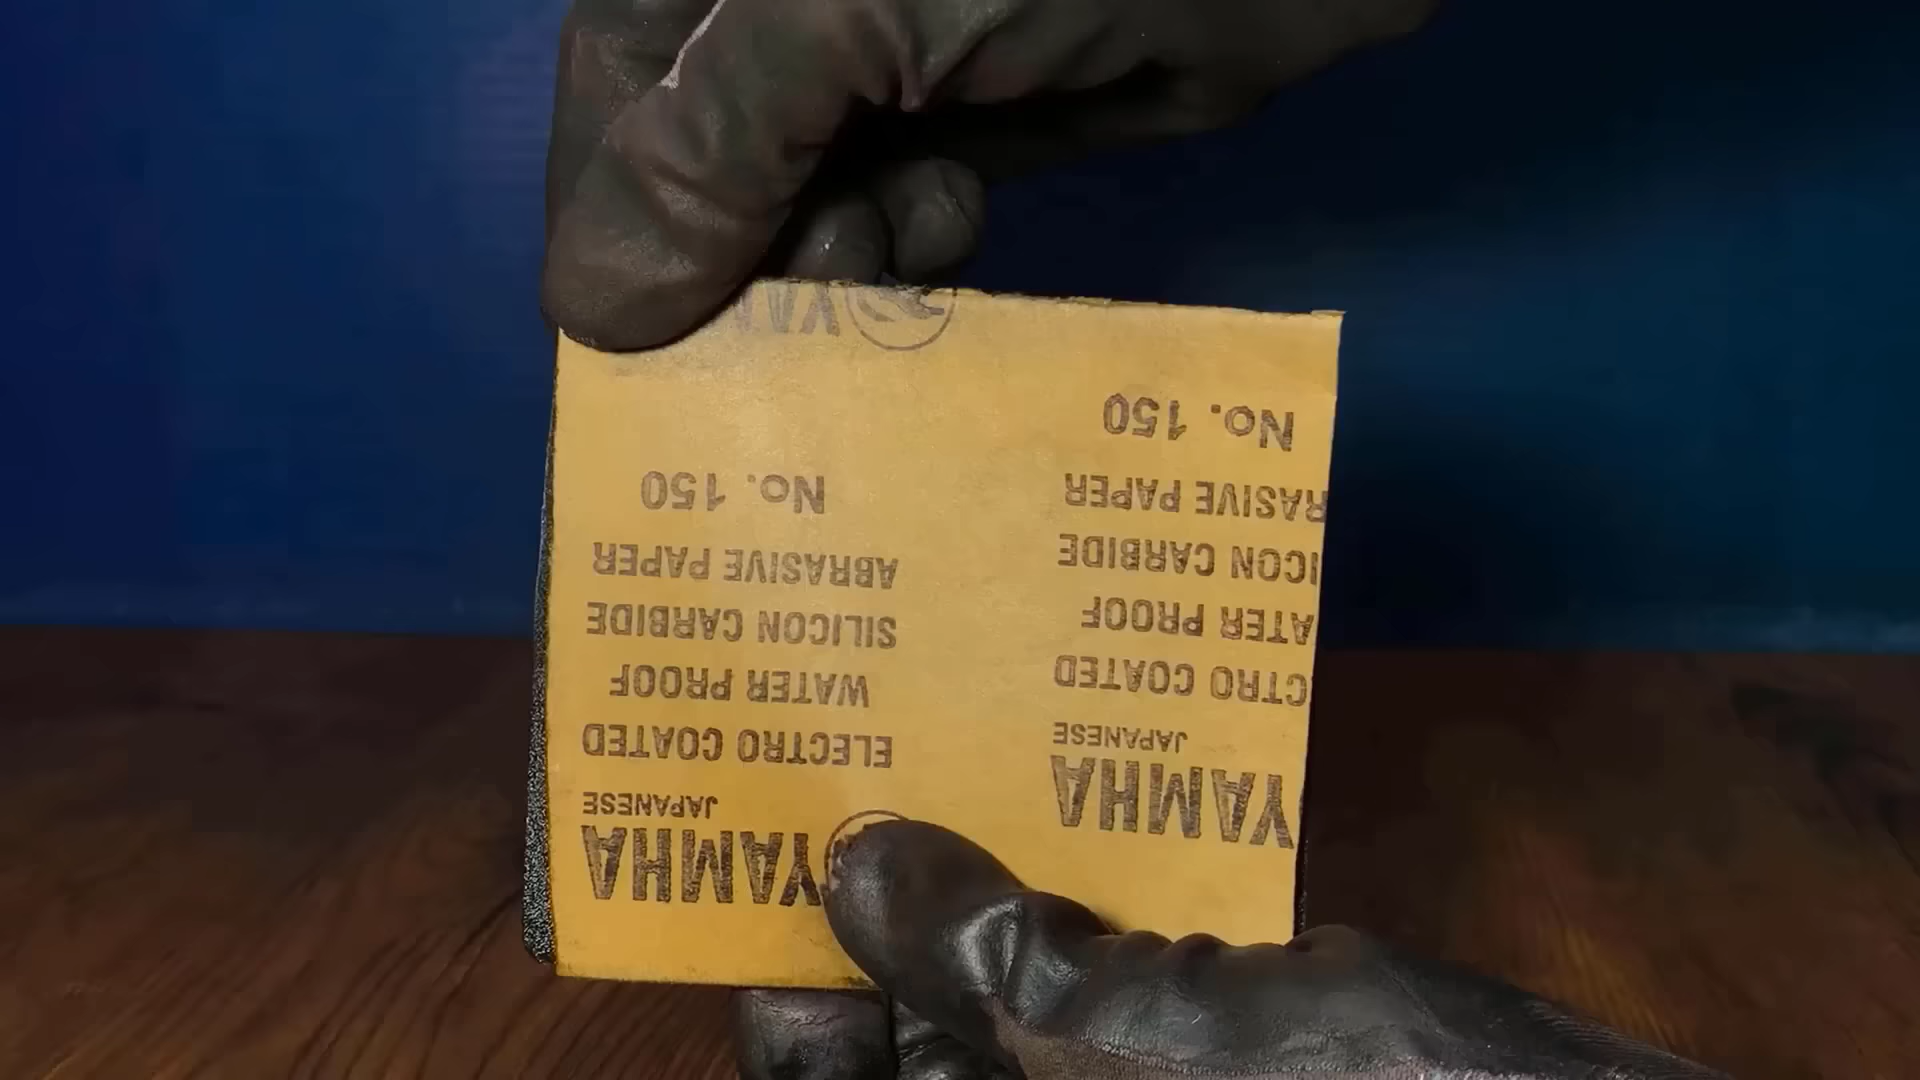 YAMHA
JAPANESE
ELECTRO COATED
WATER PROOF
SILICON CARBIDE
ABRASIVE PAPER
No. 150
YAMHA
JAPANESE
CTRO COATED
ATER PROOF
ICON CARBIDE
RASIVE PAPER
No. 150
YAM